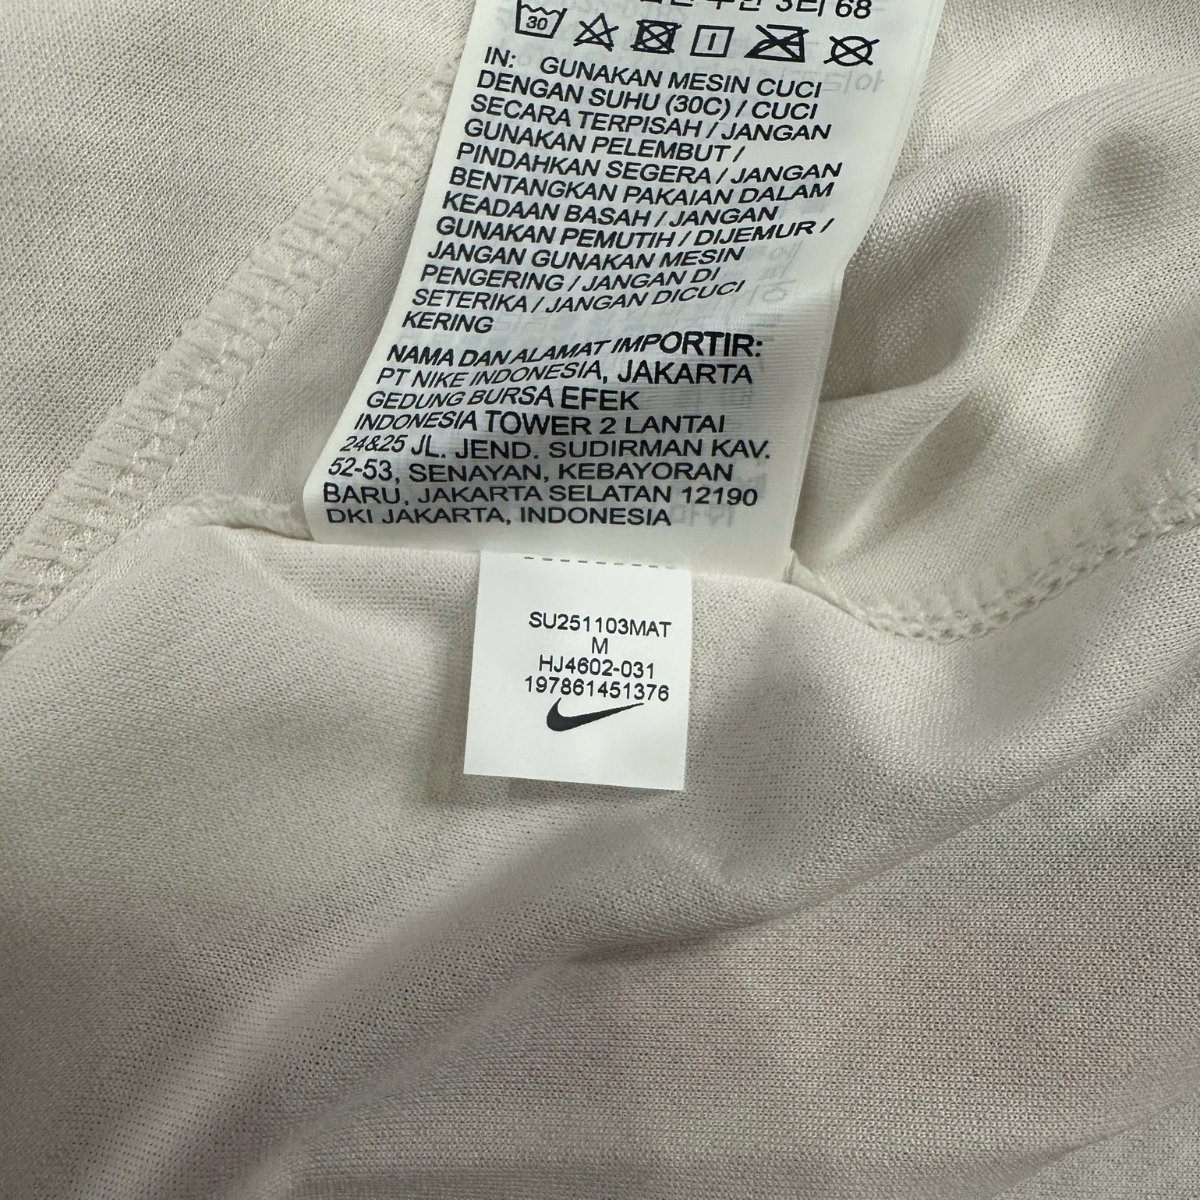 68
30
IN: GUNAKAN MESIN CUCI
DENGAN SUHU (30C) / CUCI
SECARA TERPISAH / JANGAN
GUNAKAN PELEMBUT /
PINDAHKAN SEGERA / JANGAN
BENTANGKAN PAKAIAN DALAM
KEADAAN BASAH / JANGAN
GUNAKAN PEMUTIH / DIJEMUR /
JANGAN GUNAKAN MESIN
PENGERING / JANGAN DI
SETERIKA / JANGAN DICUCI
KERING
NAMA DAN ALAMAT IMPORTIR:
PT NIKE INDONESIA, JAKARTA
GEDUNG BURSA EFEK
INDONESIA TOWER 2 LANTAI
24&25 JL. JEND. SUDIRMAN KAV.
52-53, SENAYAN, KEBAYORAN
BARU, JAKARTA SELATAN 12190
DKI JAKARTA, INDONESIA
SU251103MAT
M
HJ4602-031
197861451376